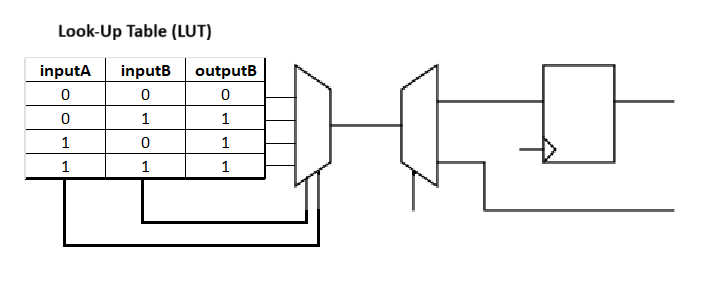 Look-Up Table (LUT)
inputA inputB outputB
0 0 0
0 1 1
1 0 1
1 1 1